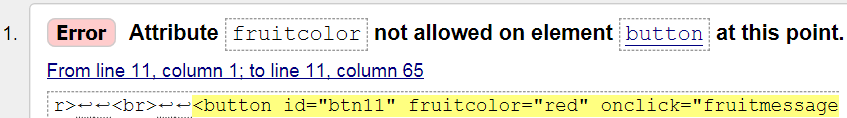 1. Error Attribute fruitcolor not allowed on element button at this point.
From line 11, column 1; to line 11, column 65
r>↩↩<br>↩↩<button id="btn11" fruitcolor="red" onclick="fruitmessage